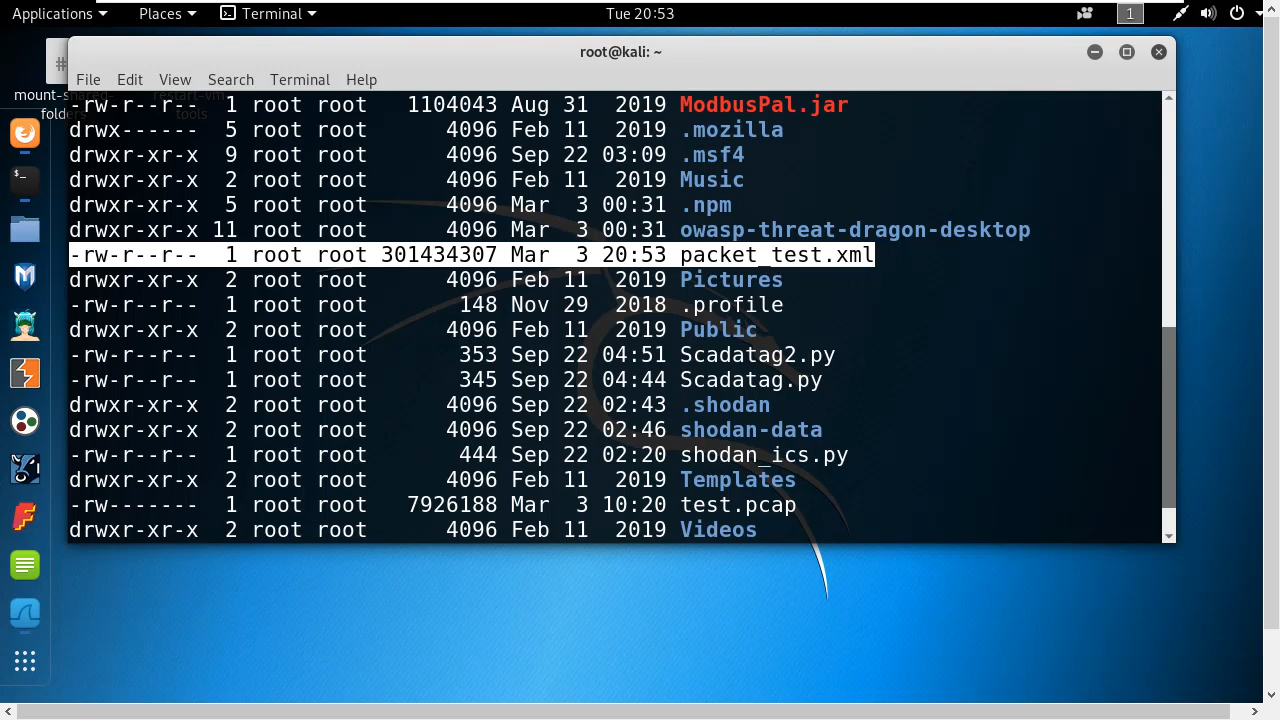 Applications Places Terminal Tue 20:53 1
root@kali: ~
File Edit View Search Terminal Help
mount-shared-folders
restart-vm-tools
-rw-r--r-- 1 root root 1104043 Aug 31 2019 ModbusPal.jar
drwx------ 5 root root 4096 Feb 11 2019 .mozilla
drwxr-xr-x 9 root root 4096 Sep 22 03:09 .msf4
drwxr-xr-x 2 root root 4096 Feb 11 2019 Music
drwxr-xr-x 5 root root 4096 Mar 3 00:31 .npm
drwxr-xr-x 11 root root 4096 Mar 3 00:31 owasp-threat-dragon-desktop
-rw-r--r-- 1 root root 301434307 Mar 3 20:53 packet test.xml
drwxr-xr-x 2 root root 4096 Feb 11 2019 Pictures
-rw-r--r-- 1 root root 148 Nov 29 2018 .profile
drwxr-xr-x 2 root root 4096 Feb 11 2019 Public
-rw-r--r-- 1 root root 353 Sep 22 04:51 Scadatag2.py
-rw-r--r-- 1 root root 345 Sep 22 04:44 Scadatag.py
drwxr-xr-x 2 root root 4096 Sep 22 02:43 .shodan
drwxr-xr-x 2 root root 4096 Sep 22 02:46 shodan-data
-rw-r--r-- 1 root root 444 Sep 22 02:20 shodan_ics.py
drwxr-xr-x 2 root root 4096 Feb 11 2019 Templates
-rw------- 1 root root 7926188 Mar 3 10:20 test.pcap
drwxr-xr-x 2 root root 4096 Feb 11 2019 Videos